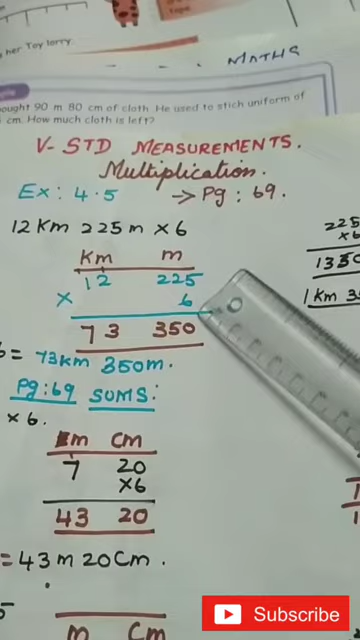 her Toy lorry.
MATHS
ought 90 m 80 cm of cloth. He used to stich uniform of
cm. How much cloth is left?
V-STD MEASUREMENTS.
Multiplication.
Ex: 4.5 → Pg: 69.
12 Km 225 m × 6
Km m
12 225
× 6
73 350
= 73km 350m.
225
×6
1350
1 km 35
Pg:69 SUMS:
× 6.
m cm
7 20
×6
43 20
= 43 m 20 Cm.
m Cm
Subscribe